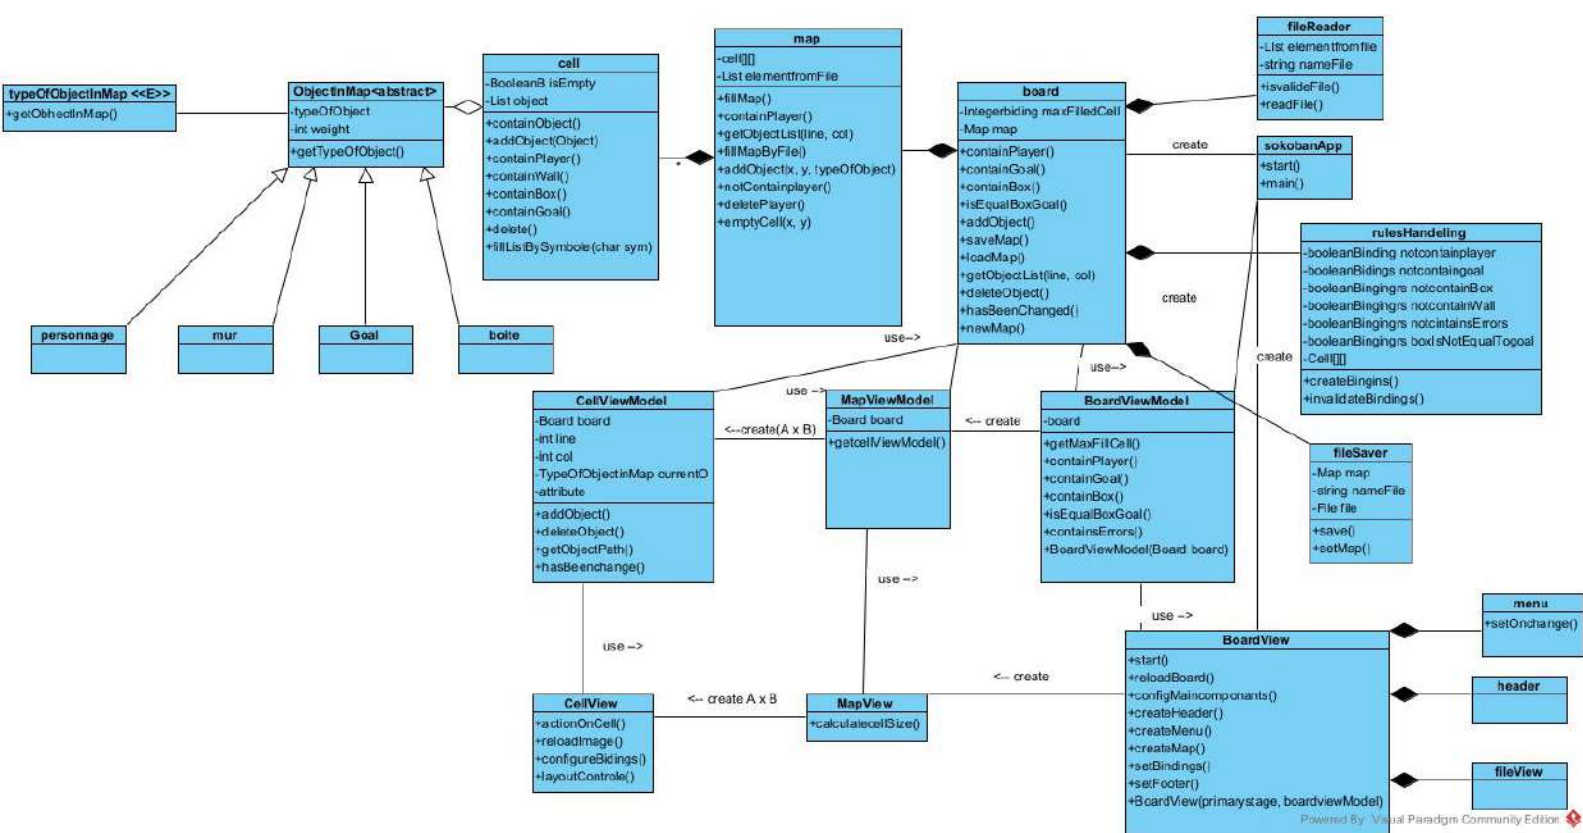 typeOfObjectInMap <<E>>
+getObhectInMap()
ObjectInMap<abstract>
-typeOfObject
-int weight
+getTypeOfObject()
personnage
mur
Goal
boite
cell
-BooleanB isEmpty
-List object
+containObject()
+addObject(Object)
+containPlayer()
+containWall()
+containBox()
+containGoal()
+delete()
+fillListBySymbole(char sym)
*
map
-cell[][]
-List elementfromFile
+fillMap()
+containPlayer()
+getObjectList(line, col)
+fillMapByFile()
+addObject(x, y, typeOfObject)
+notContainplayer()
+deletePlayer()
+emptyCell(x, y)
board
-Integerbiding maxFilledCell
-Map map
+containPlayer()
+containGoal()
+containBox()
+isEqualBoxGoal()
+addObject()
+saveMap()
+loadMap()
+getObjectList(line, col)
+deleteObject()
+hasBeenChanged()
+newMap()
fileReader
-List elementfromfile
-string nameFile
+isvalideFile()
+readFile()
create
sokobanApp
+start()
+main()
rulesHandeling
-booleanBinding notcontainplayer
-booleanBidings notcontaingoal
-booleanBingingrs notcontainBox
-booleanBingingrs notcontainWall
-booleanBingingrs notcintainsErrors
-booleanBingingrs boxIsNotEqualTogoal
-Cell[][]
+createBingins()
+invalidateBindings()
create
create
use-->
use -->
use-->
CellViewModel
-Board board
-int line
-int col
-TypeOfObjectinMap currentO
-attribute
+addObject()
+deleteObject()
+getObjectPath()
+hasBeenchange()
<--create(A x B)
MapViewModel
-Board board
+getcellViewModel()
<-- create
BoardViewModel
-board
+getMaxFillCell()
+containPlayer()
+containGoal()
+containBox()
+isEqualBoxGoal()
+containsErrors()
+BoardViewModel(Board board)
fileSaver
-Map map
-string nameFile
-File file
+save()
+setMap()
use -->
use -->
use -->
CellView
+actionOnCell()
+reloadImage()
+configureBidings()
+layoutControle()
<-- create A x B
MapView
+calculatecellSize()
<-- create
BoardView
+start()
+reloadBoard()
+configMaincomponants()
+createHeader()
+createMenu()
+createMap()
+setBindings()
+setFooter()
+BoardView(primarystage, boardviewModel)
menu
+setOnchange()
header
fileView
Powered By Visual Paradigm Community Edition